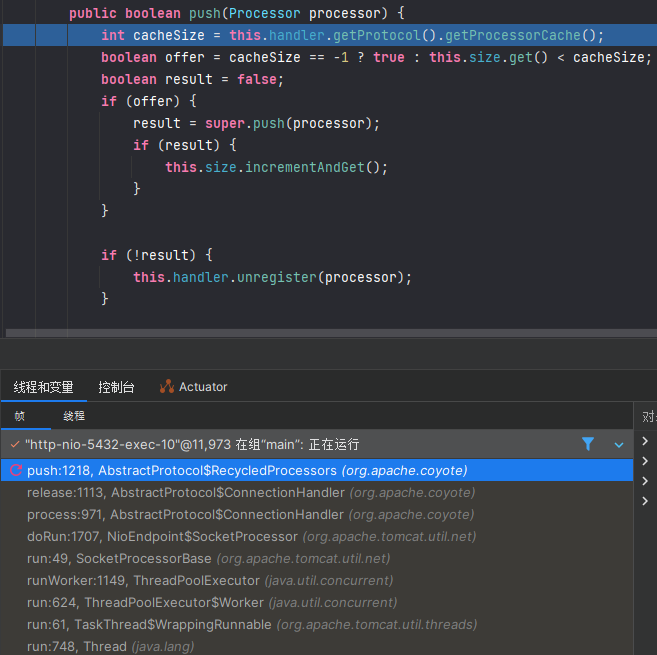 public boolean push(Processor processor) {
int cacheSize = this.handler.getProtocol().getProcessorCache();
boolean offer = cacheSize == -1 ? true : this.size.get() < cacheSize;
boolean result = false;
if (offer) {
result = super.push(processor);
if (result) {
this.size.incrementAndGet();
}
}
if (!result) {
this.handler.unregister(processor);
}
线程和变量 控制台 Actuator
帧 线程
"http-nio-5432-exec-10"@11,973 在组"main": 正在运行
push:1218, AbstractProtocol$RecycledProcessors (org.apache.coyote)
release:1113, AbstractProtocol$ConnectionHandler (org.apache.coyote)
process:971, AbstractProtocol$ConnectionHandler (org.apache.coyote)
doRun:1707, NioEndpoint$SocketProcessor (org.apache.tomcat.util.net)
run:49, SocketProcessorBase (org.apache.tomcat.util.net)
runWorker:1149, ThreadPoolExecutor (java.util.concurrent)
run:624, ThreadPoolExecutor$Worker (java.util.concurrent)
run:61, TaskThread$WrappingRunnable (org.apache.tomcat.util.threads)
run:748, Thread (java.lang)